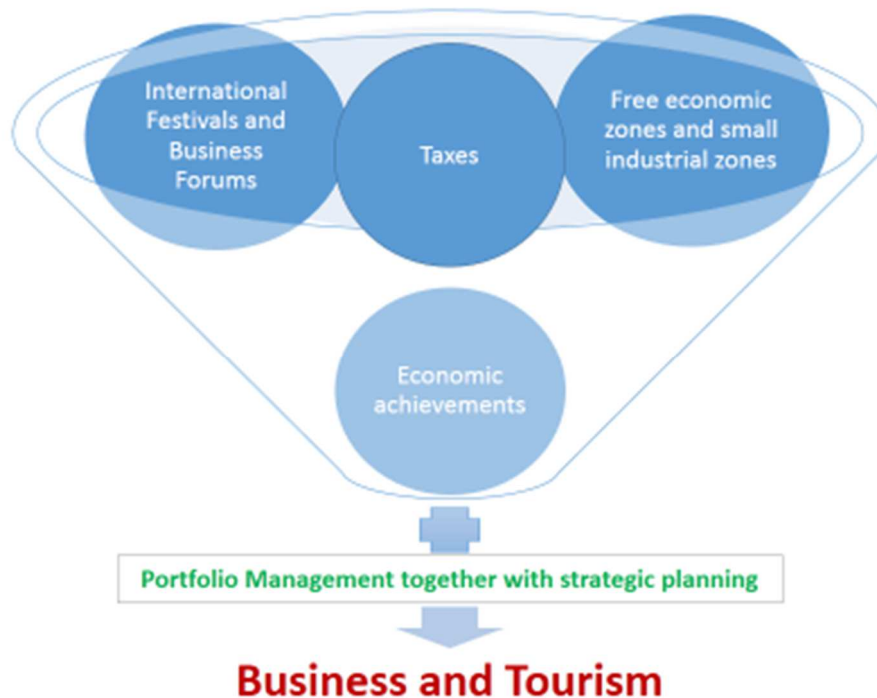 International
Festivals and
Business
Forums
Taxes
Free economic
zones and small
industrial zones
Economic
achievements
Portfolio Management together with strategic planning
Business and Tourism